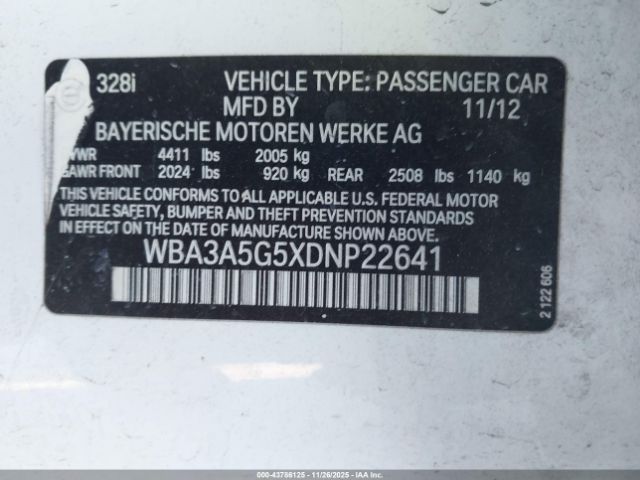 328i VEHICLE TYPE: PASSENGER CAR
MFD BY 11/12
BAYERISCHE MOTOREN WERKE AG
VWR 4411 lbs 2005 kg
GAWR FRONT 2024 lbs 920 kg REAR 2508 lbs 1140 kg
THIS VEHICLE CONFORMS TO ALL APPLICABLE U.S. FEDERAL MOTOR
VEHICLE SAFETY, BUMPER AND THEFT PREVENTION STANDARDS
IN EFFECT ON THE DATE OF MANUFACTURE SHOWN ABOVE.
WBA3A5G5XDNP22641
2 122 606
000-43786125 - 11/26/2025 - IAAI.COM